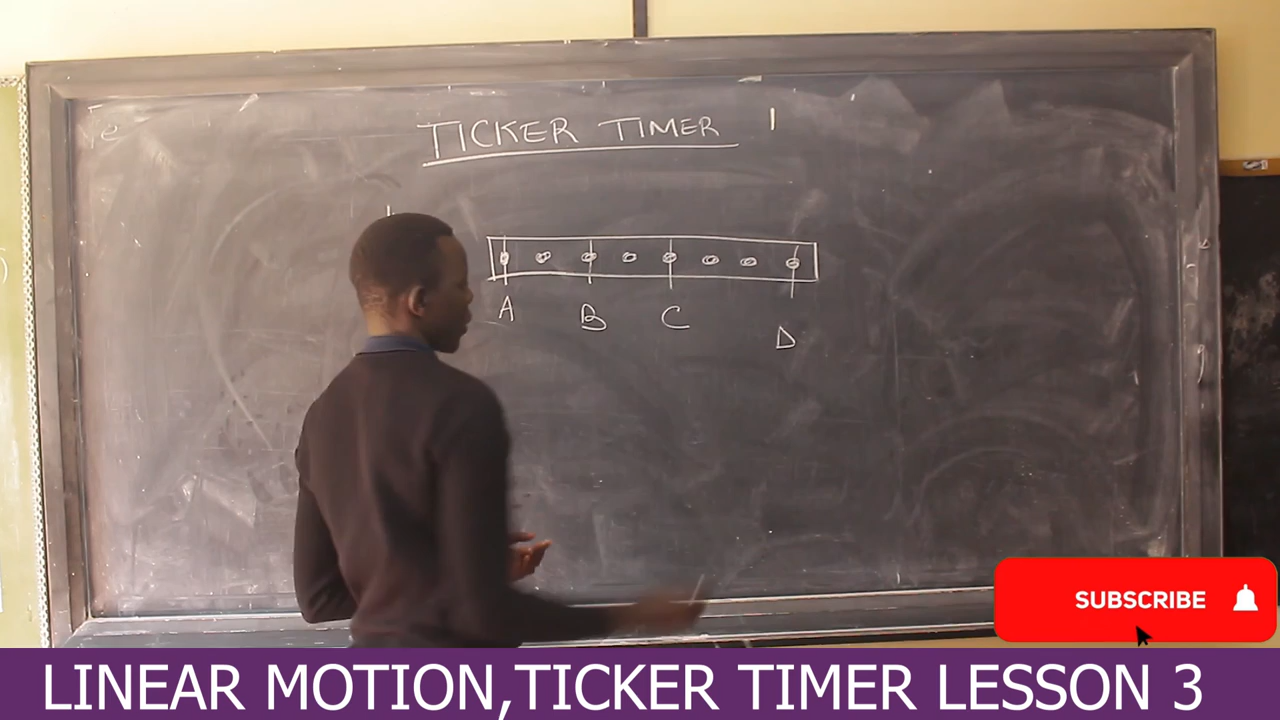 TICKER TIMER
A B C D
SUBSCRIBE
LINEAR MOTION,TICKER TIMER LESSON 3